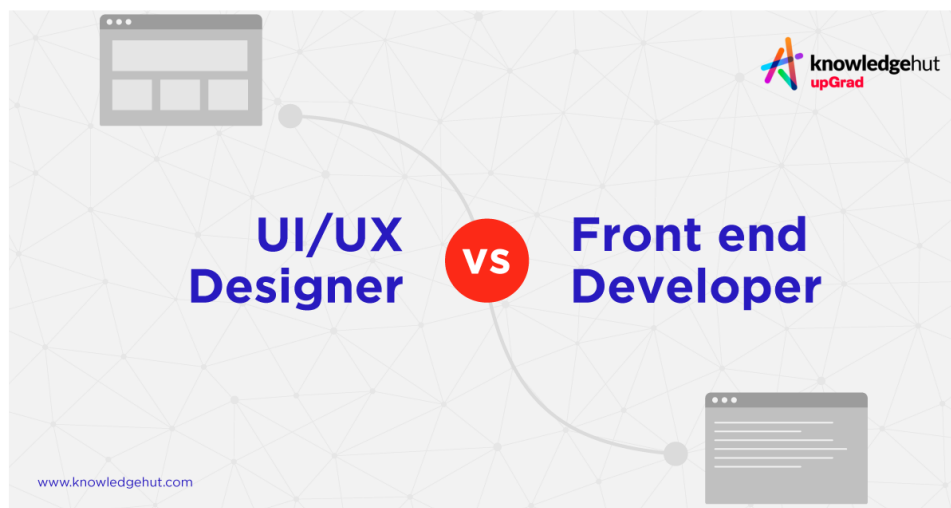 knowledgehut
upGrad
UI/UX
Designer
VS
Front end
Developer
www.knowledgehut.com